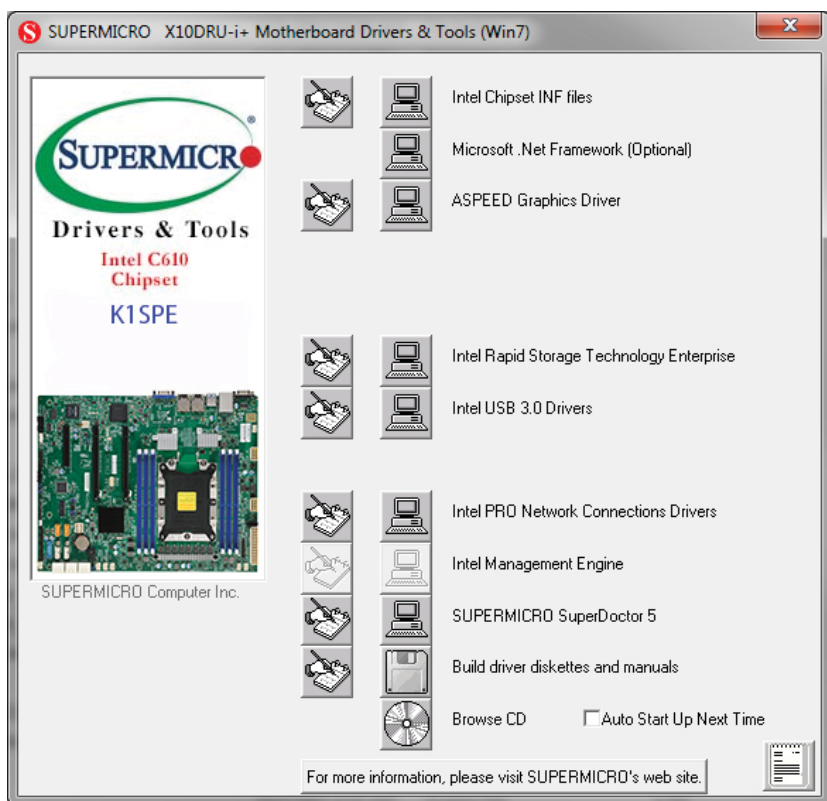 SUPERMICRO X10DRU-i+ Motherboard Drivers & Tools (Win7)
SUPERMICRO
Drivers & Tools
Intel C610
Chipset
K1SPE
SUPERMICRO Computer Inc.
Intel Chipset INF files
Microsoft .Net Framework (Optional)
ASPEED Graphics Driver
Intel Rapid Storage Technology Enterprise
Intel USB 3.0 Drivers
Intel PRO Network Connections Drivers
Intel Management Engine
SUPERMICRO SuperDoctor 5
Build driver diskettes and manuals
Browse CD Auto Start Up Next Time
For more information, please visit SUPERMICRO's web site.